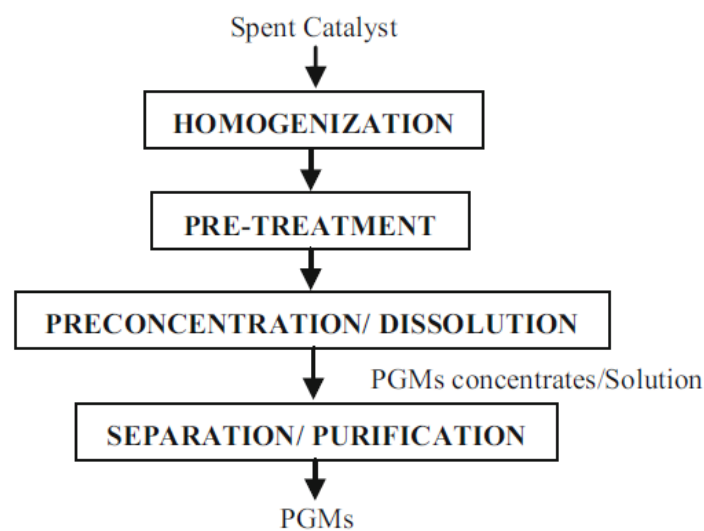 Spent Catalyst
HOMOGENIZATION
PRE-TREATMENT
PRECONCENTRATION/ DISSOLUTION
PGMs concentrates/Solution
SEPARATION/ PURIFICATION
PGMs